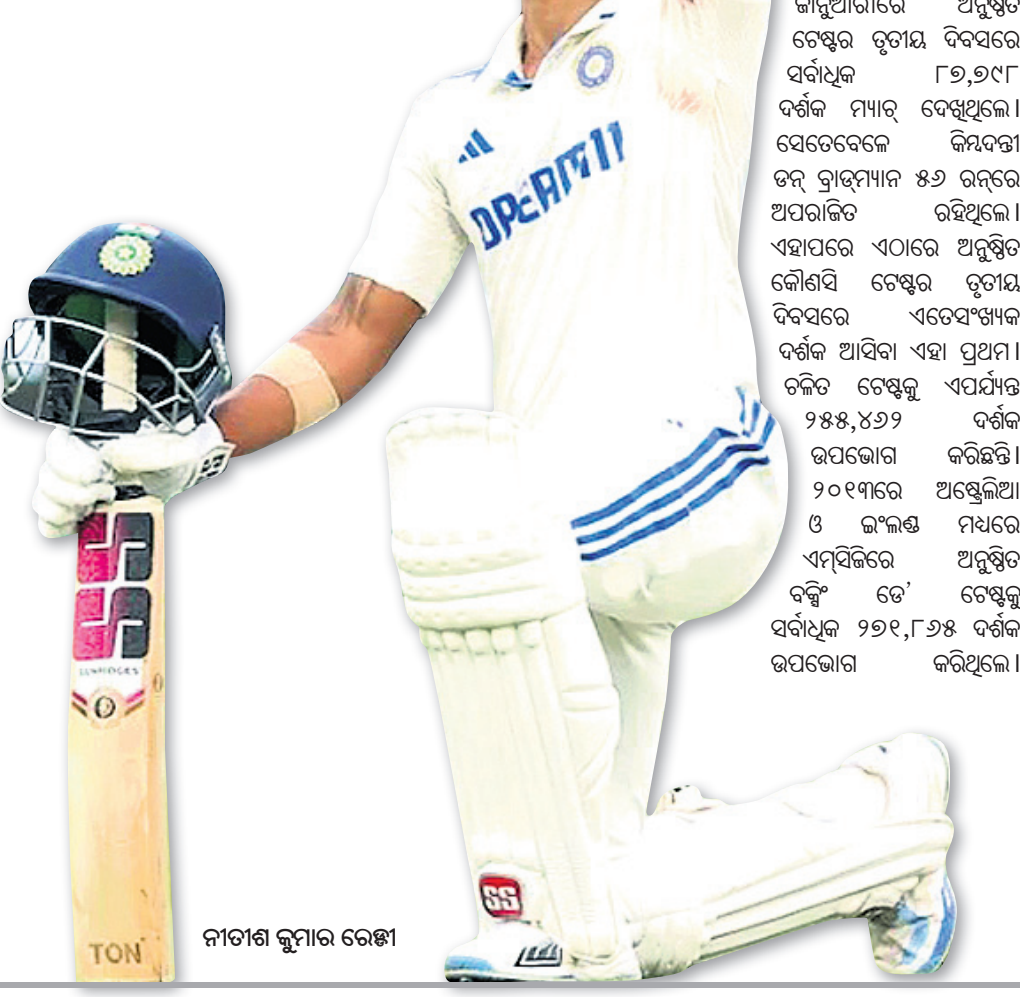 ଜାନୁଆରୀରେ ଅନୁଷ୍ଠିତ
ଟେଷ୍ଟର ତୃତୀୟ ଦିବସରେ
ସର୍ବାଧିକ ୮୭,୭୯୮
ଦର୍ଶକ ମ୍ୟାଚ୍ ଦେଖିଥିଲେ।
ସେତେବେଳେ କିମ୍ବଦନ୍ତୀ
ଡନ୍ ବ୍ରାଡ୍‌ମ୍ୟାନ ୫୬ ରନ୍‌ରେ
ଅପରାଜିତ ରହିଥିଲେ।
ଏହାପରେ ଏଠାରେ ଅନୁଷ୍ଠିତ
କୌଣସି ଟେଷ୍ଟର ତୃତୀୟ
ଦିବସରେ ଏତେସଂଖ୍ୟକ
ଦର୍ଶକ ଆସିବା ଏହା ପ୍ରଥମ।
ଚଳିତ ଟେଷ୍ଟକୁ ଏପର୍ଯ୍ୟନ୍ତ
୨୫୫,୪୬୨ ଦର୍ଶକ
ଉପଭୋଗ କରିଛନ୍ତି।
୨୦୧୩ରେ ଅଷ୍ଟ୍ରେଲିଆ
ଓ ଇଂଲଣ୍ଡ ମଧ୍ୟରେ
ଏମ୍‌ସିଜିରେ ଅନୁଷ୍ଠିତ
ବକ୍ସିଂ ଡେ' ଟେଷ୍ଟକୁ
ସର୍ବାଧିକ ୨୭୧,୮୬୫ ଦର୍ଶକ
ଉପଭୋଗ କରିଥିଲେ।
DREAM11
SS
SUNRIDGES
SS
TON
ନୀତୀଶ କୁମାର ରେଡ୍ଡୀ